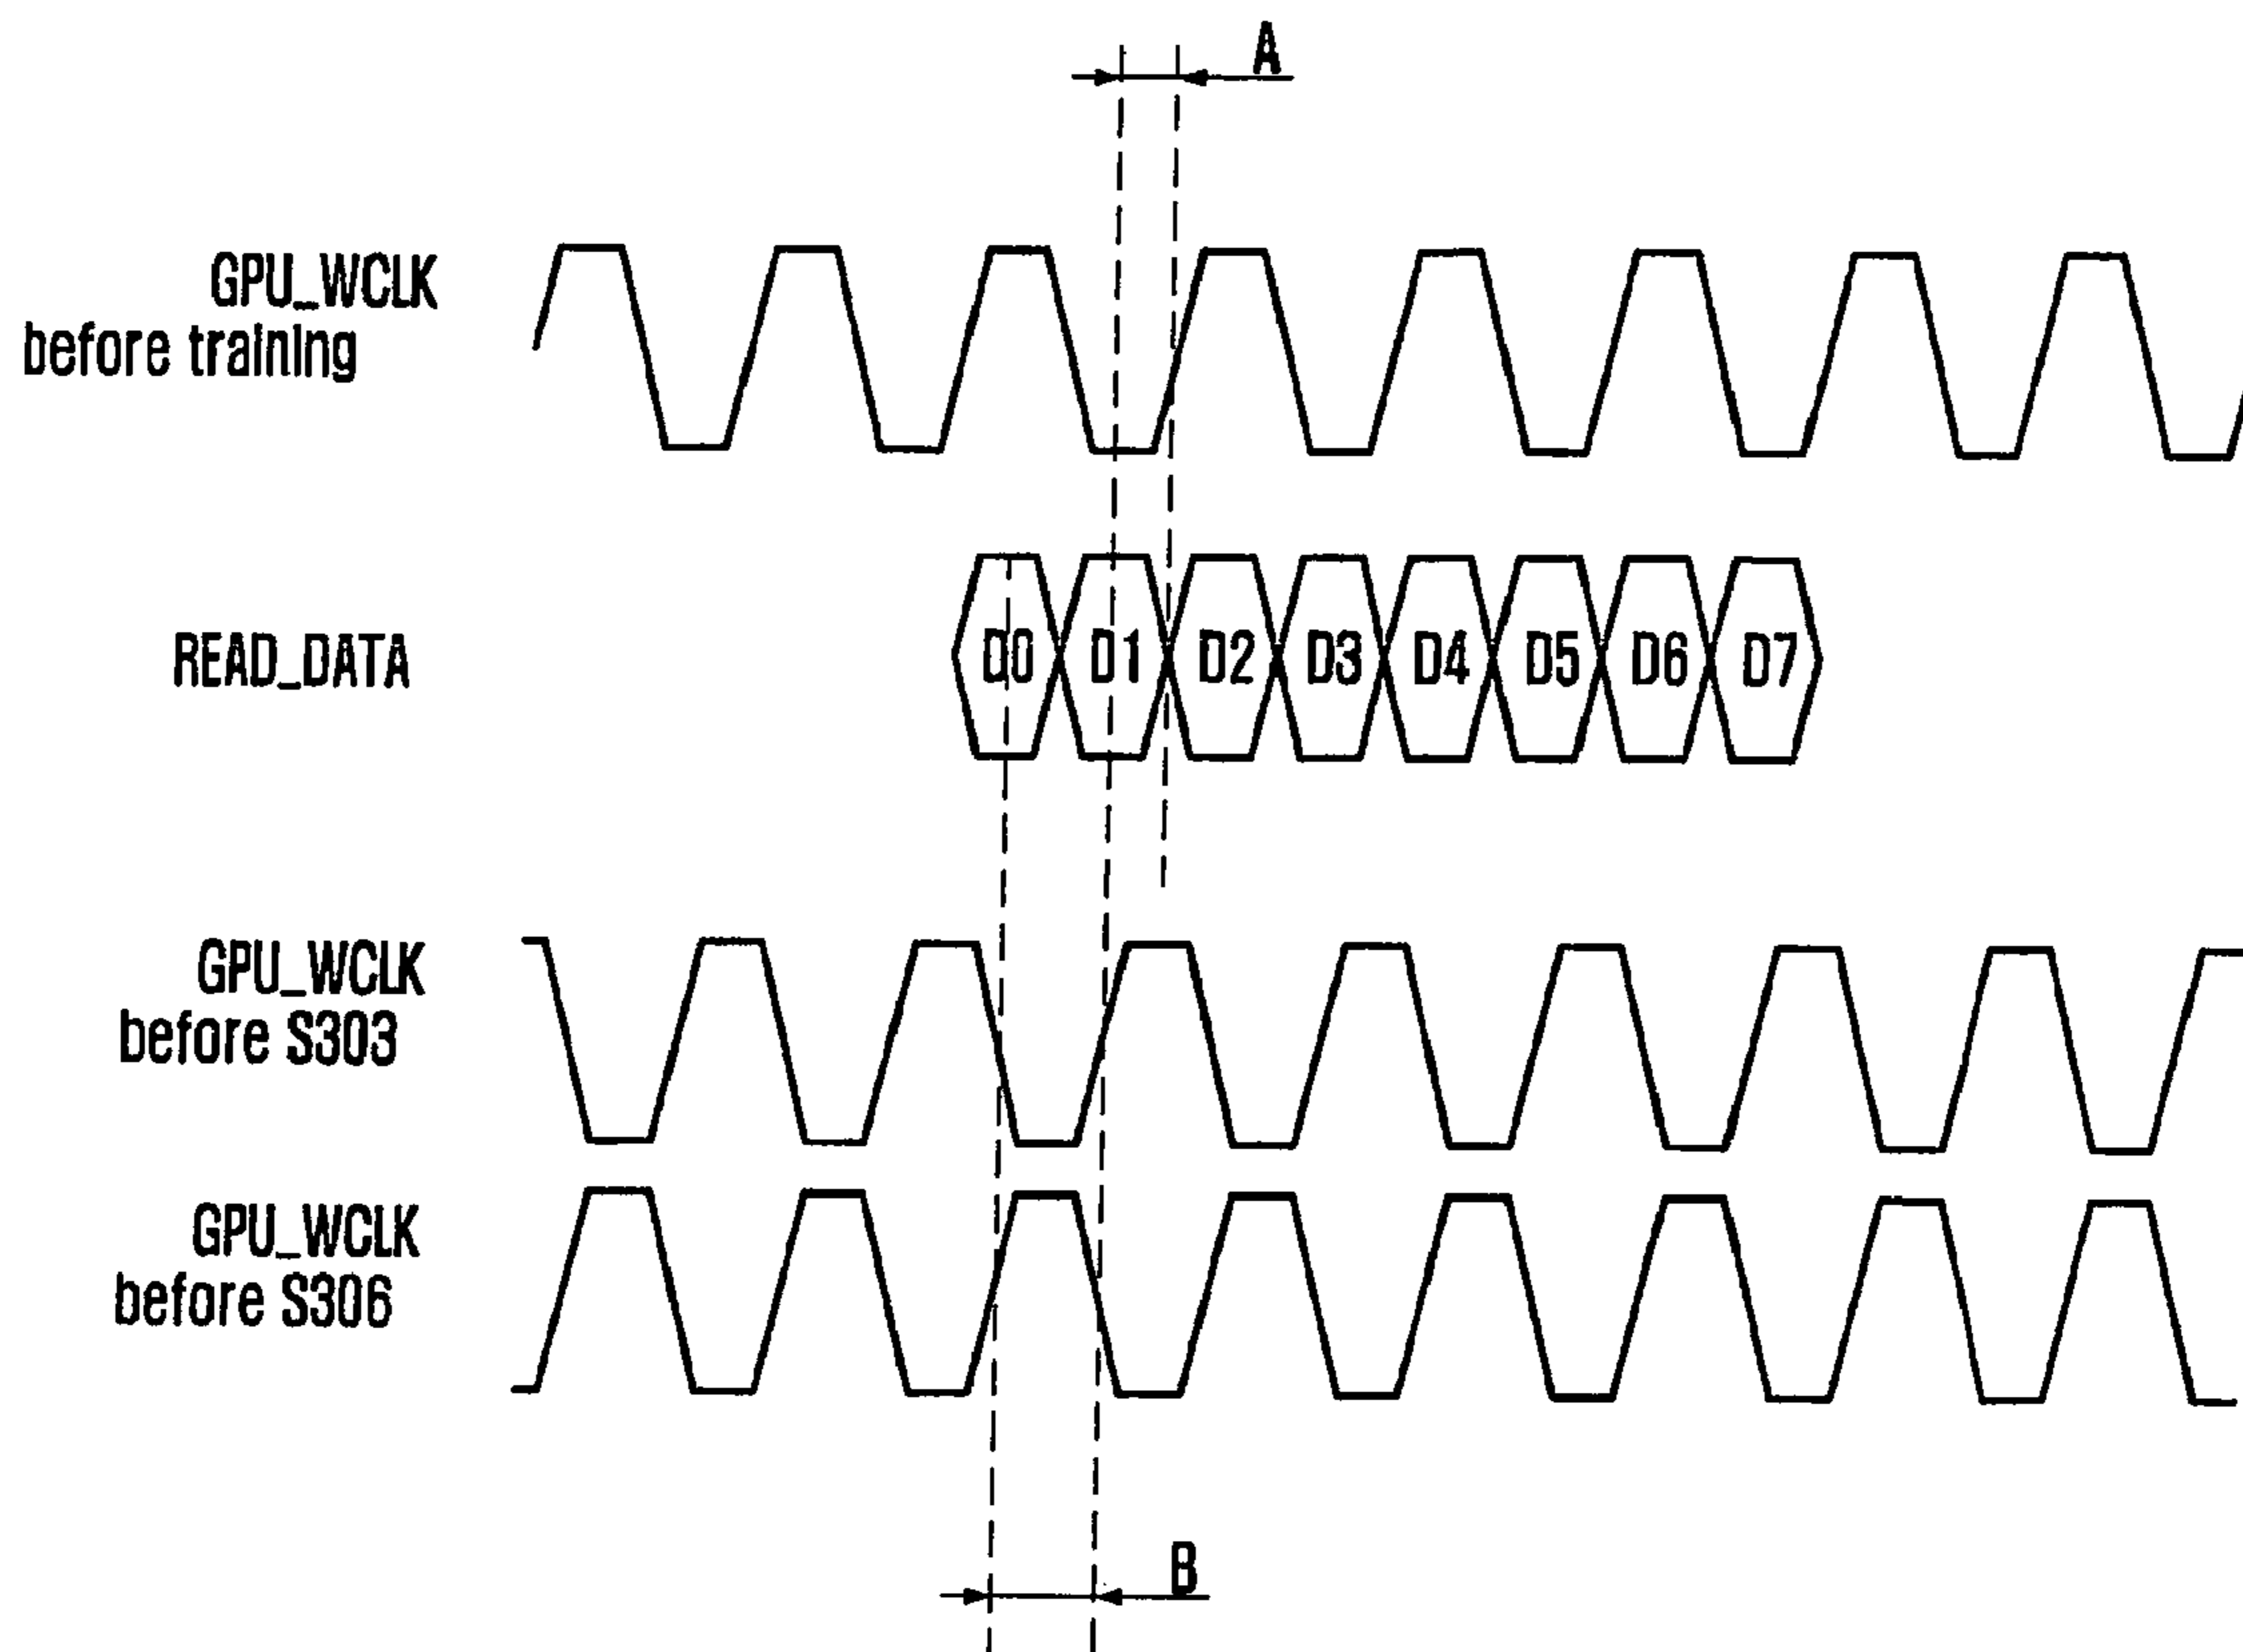 A
GPU_WCLK
before training
READ_DATA
D0 D1 D2 D3 D4 D5 D6 D7
GPU_WCLK
before S303
GPU_WCLK
before S306
B